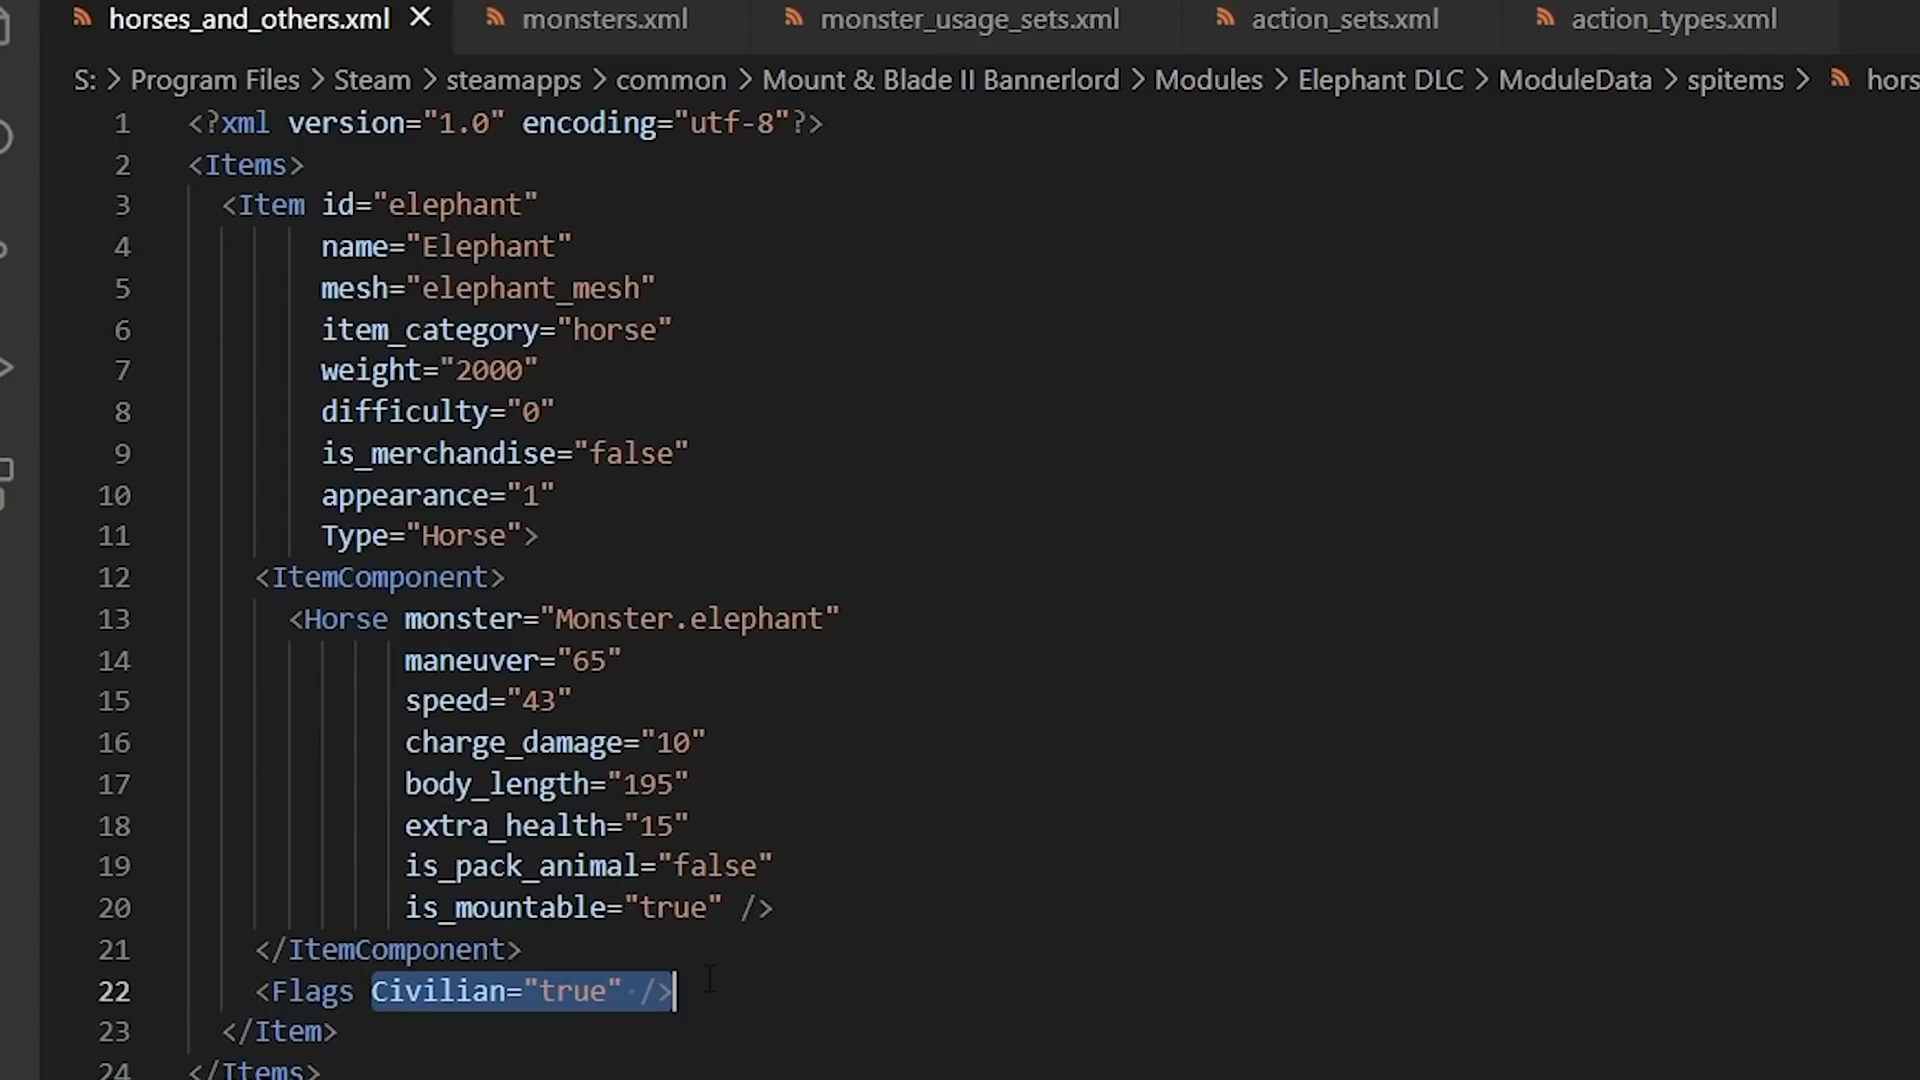 horses_and_others.xml monsters.xml monster_usage_sets.xml action_sets.xml action_types.xml
S: > Program Files > Steam > steamapps > common > Mount & Blade II Bannerlord > Modules > Elephant DLC > ModuleData > spitems > hors
1 <?xml version="1.0" encoding="utf-8"?>
2 <Items>
3 <Item id="elephant"
4 name="Elephant"
5 mesh="elephant_mesh"
6 item_category="horse"
7 weight="2000"
8 difficulty="0"
9 is_merchandise="false"
10 appearance="1"
11 Type="Horse">
12 <ItemComponent>
13 <Horse monster="Monster.elephant"
14 maneuver="65"
15 speed="43"
16 charge_damage="10"
17 body_length="195"
18 extra_health="15"
19 is_pack_animal="false"
20 is_mountable="true" />
21 </ItemComponent>
22 <Flags Civilian="true" />
23 </Item>
24 </Items>